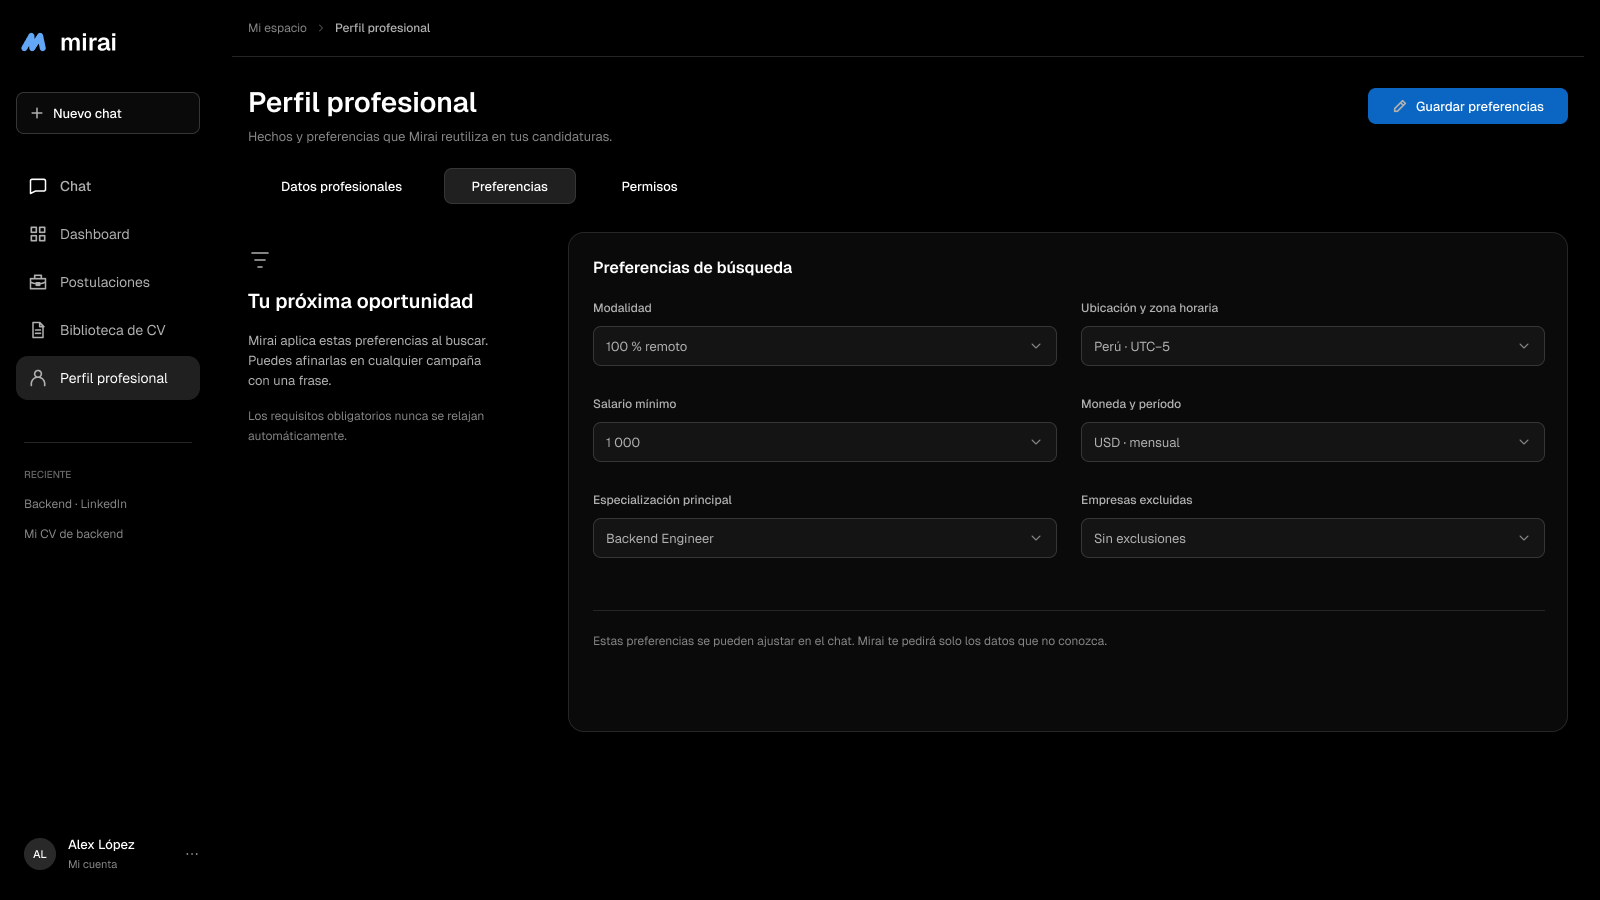 mirai
Nuevo chat
Chat
Dashboard
Postulaciones
Biblioteca de CV
Perfil profesional
RECIENTE
Backend · LinkedIn
Mi CV de backend
AL
Alex López
Mi cuenta
Mi espacio
Perfil profesional
Perfil profesional
Hechos y preferencias que Mirai reutiliza en tus candidaturas.
Guardar preferencias
Datos profesionales
Preferencias
Permisos
Tu próxima oportunidad
Mirai aplica estas preferencias al buscar.
Puedes afinarlas en cualquier campaña
con una frase.
Los requisitos obligatorios nunca se relajan
automáticamente.
Preferencias de búsqueda
Modalidad
100 % remoto
Ubicación y zona horaria
Perú · UTC−5
Salario mínimo
1 000
Moneda y período
USD · mensual
Especialización principal
Backend Engineer
Empresas excluidas
Sin exclusiones
Estas preferencias se pueden ajustar en el chat. Mirai te pedirá solo los datos que no conozca.